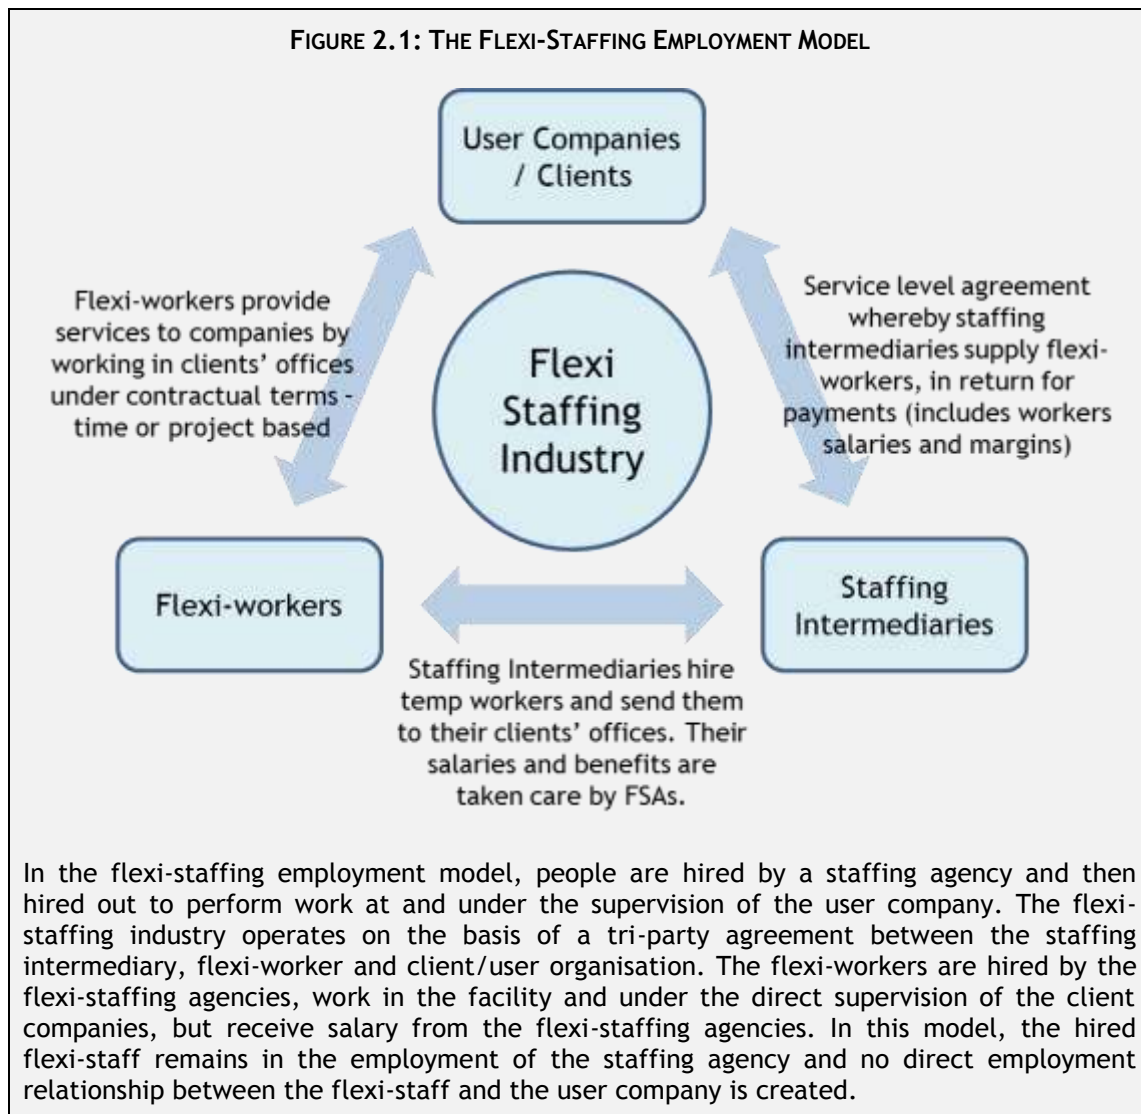 FIGURE 2.1: THE FLEXI-STAFFING EMPLOYMENT MODEL
User Companies
/ Clients
Flexi-workers provide
services to companies by
working in clients’ offices
under contractual terms -
time or project based
Flexi
Staffing
Industry
Service level agreement
whereby staffing
intermediaries supply flexi-
workers, in return for
payments (includes workers
salaries and margins)
Flexi-workers
Staffing
Intermediaries
Staffing Intermediaries hire
temp workers and send them
to their clients’ offices. Their
salaries and benefits are
taken care by FSAs.
In the flexi-staffing employment model, people are hired by a staffing agency and then
hired out to perform work at and under the supervision of the user company. The flexi-
staffing industry operates on the basis of a tri-party agreement between the staffing
intermediary, flexi-worker and client/user organisation. The flexi-workers are hired by the
flexi-staffing agencies, work in the facility and under the direct supervision of the client
companies, but receive salary from the flexi-staffing agencies. In this model, the hired
flexi-staff remains in the employment of the staffing agency and no direct employment
relationship between the flexi-staff and the user company is created.